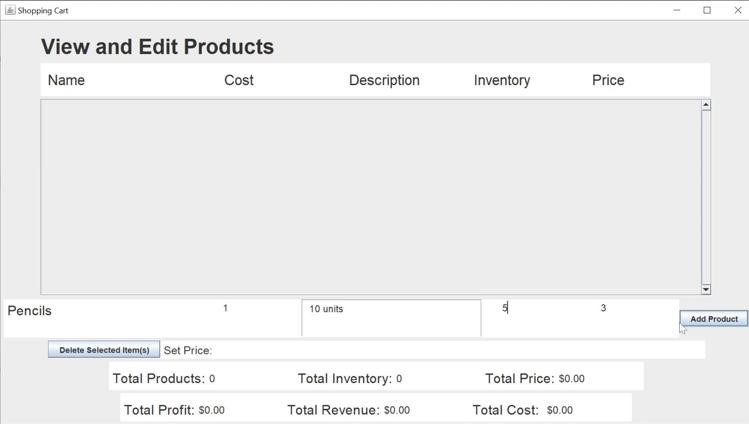 Shopping Cart
View and Edit Products
Name Cost Description Inventory Price
Pencils 1 10 units 5 3
Add Product
Delete Selected Item(s) Set Price:
Total Products: 0 Total Inventory: 0 Total Price: $0.00
Total Profit: $0.00 Total Revenue: $0.00 Total Cost: $0.00